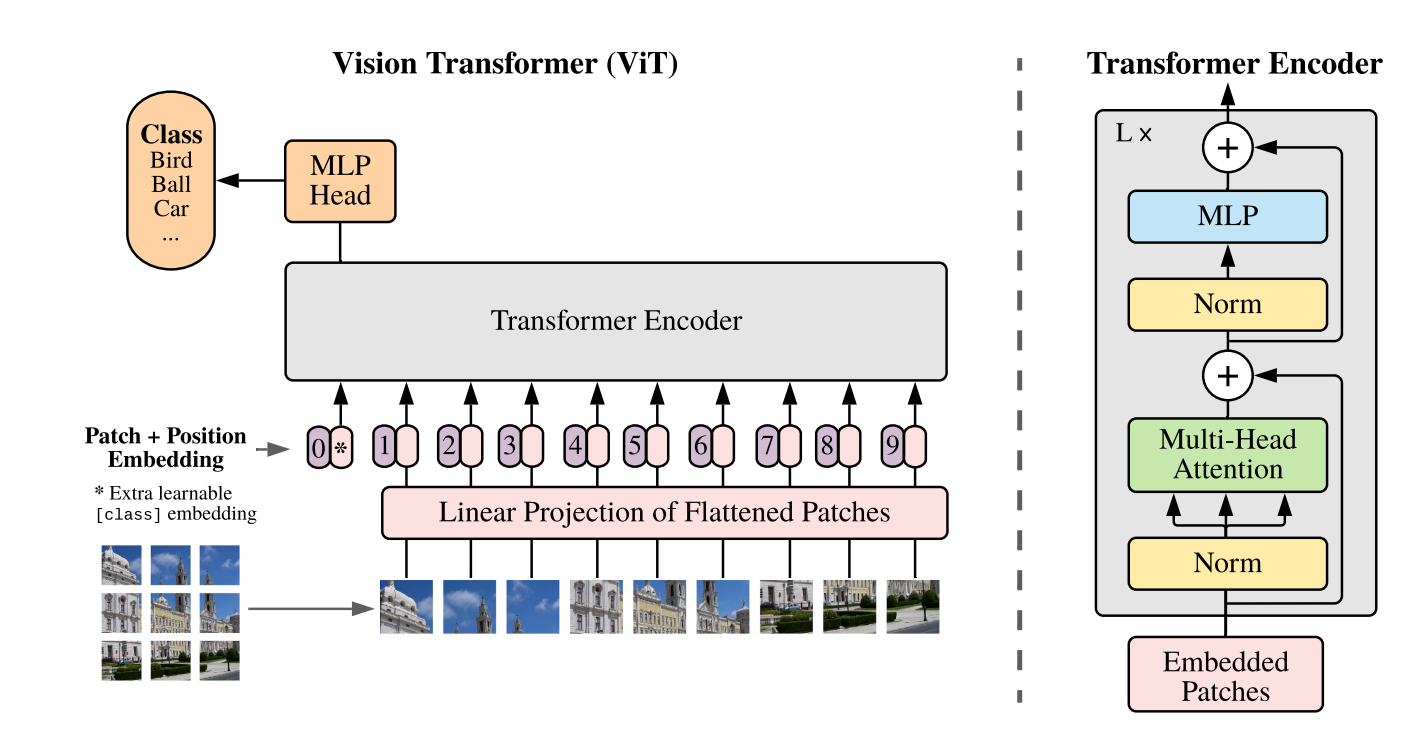 Vision Transformer (ViT)
Class
Bird
Ball
Car
...
MLP
Head
Transformer Encoder
Patch + Position
Embedding
0 * 1 2 3 4 5 6 7 8 9
* Extra learnable
[class] embedding
Linear Projection of Flattened Patches
Transformer Encoder
L x
+
MLP
Norm
+
Multi-Head
Attention
Norm
Embedded
Patches